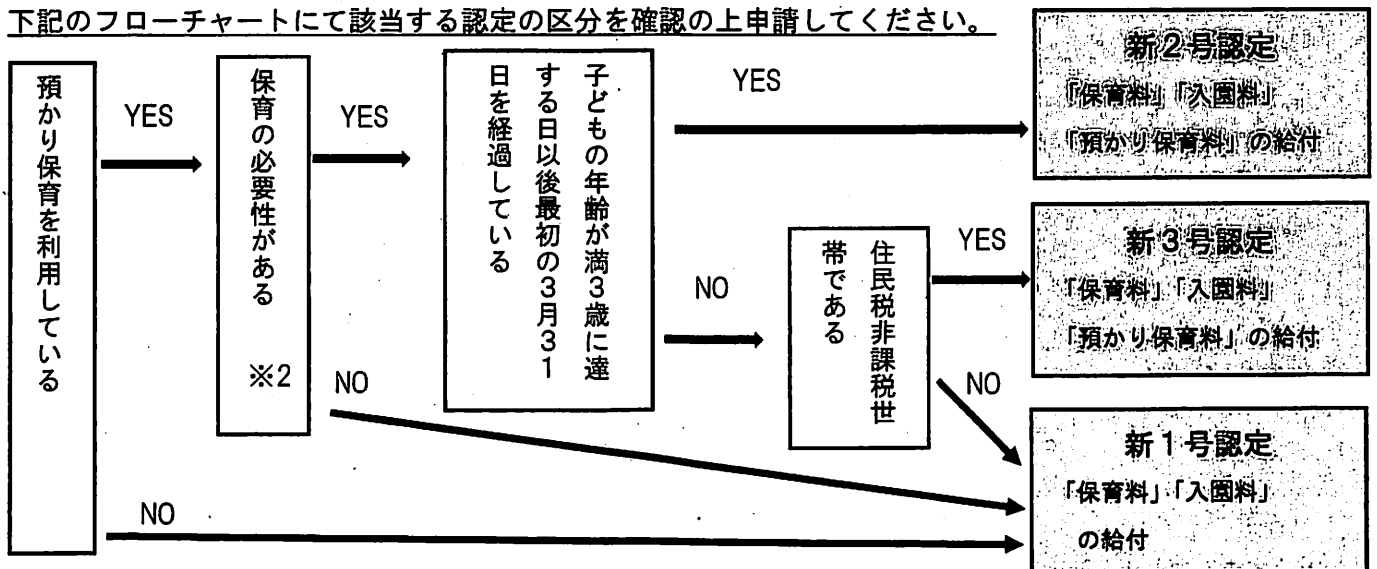 下記のフローチャートにて該当する認定の区分を確認の上申請してください。
預かり保育を利用している
YES
保育の必要性がある ※2
YES
子どもの年齢が満3歳に達
する日以後最初の3月31
日を経過している
YES
新2号認定
「保育料」「入園料」
「預かり保育料」の給付
NO
住民税非課税世
帯である
YES
新3号認定
「保育料」「入園料」
「預かり保育料」の給付
NO
NO
NO
新1号認定
「保育料」「入園料」
の給付